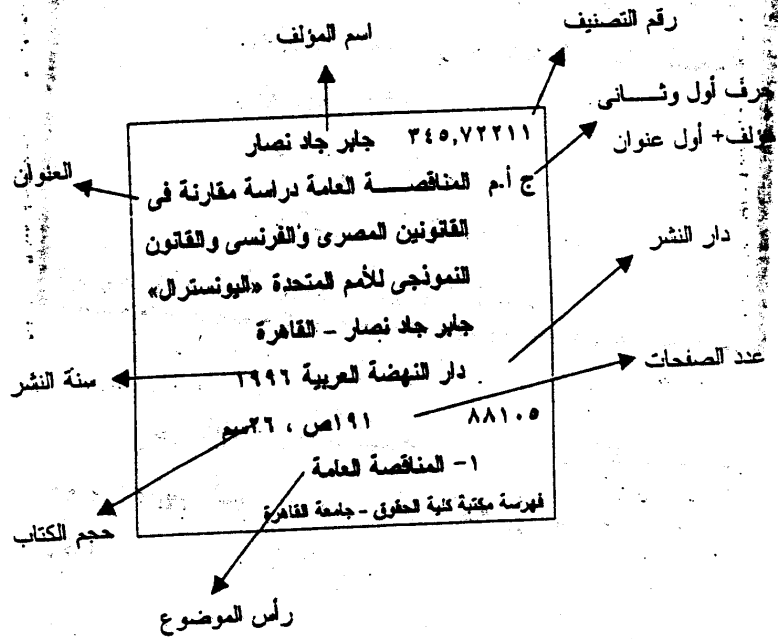 رقم التصنيف
اسم المؤلف
حرف أول وثـــانى
مؤلف+ أول عنوان
العنوان
دار النشر
عدد الصفحات
سنة النشر
حجم الكتاب
رأس الموضوع
٣٤٥,٧٢٢١١ جابر جاد نصار
ج أ.م المناقصـــة العامة دراسة مقارنة فى
القانونين المصرى والفرنسى والقانون
النموذجى للأمم المتحدة «اليونسترال»
جابر جاد نصار – القاهرة
دار النهضة العربية ١٩٩٦
٨٨١٠٥ ١٩١ص ، ٢٦سم
١– المناقصة العامة
فهرسة مكتبة كلية الحقوق – جامعة القاهرة